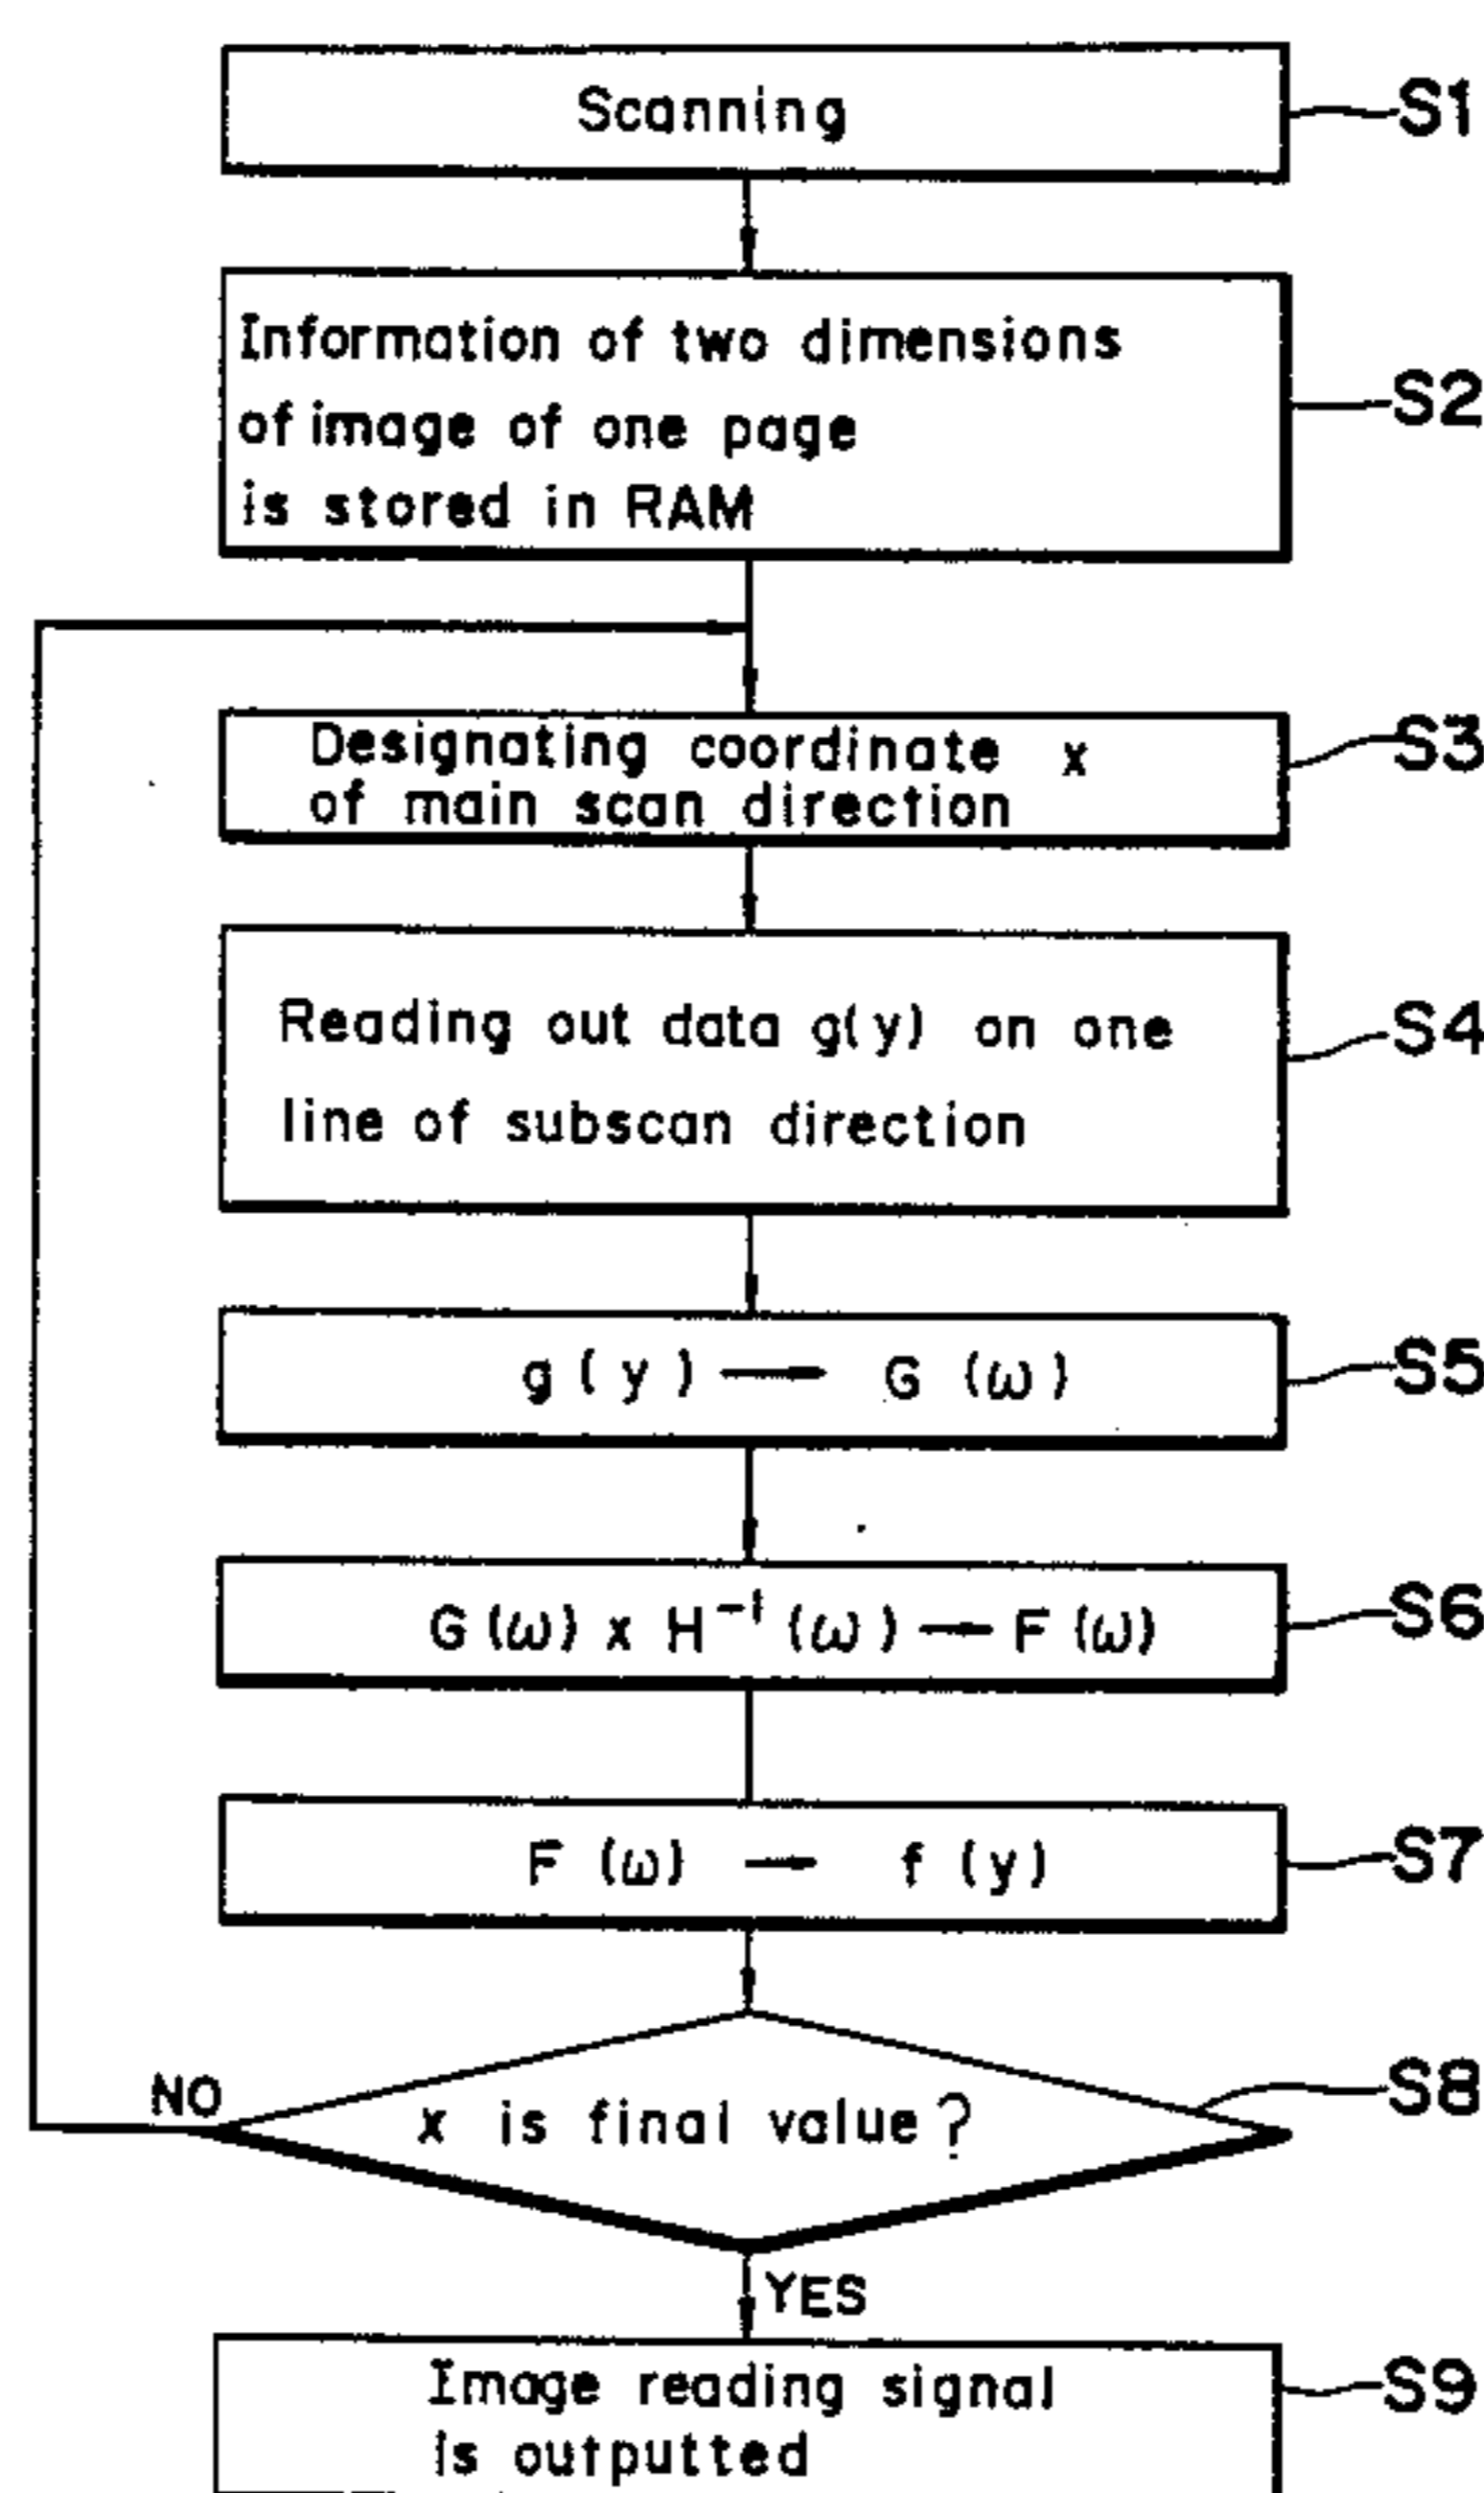 Scanning
S1
Information of two dimensions
of image of one page
is stored in RAM
S2
Designating coordinate x
of main scan direction
S3
Reading out data g(y) on one
line of subscan direction
S4
g(y) → G(ω)
S5
G(ω) x H⁻¹(ω) → F(ω)
S6
F(ω) → f(y)
S7
NO
x is final value?
S8
YES
Image reading signal
is outputted
S9